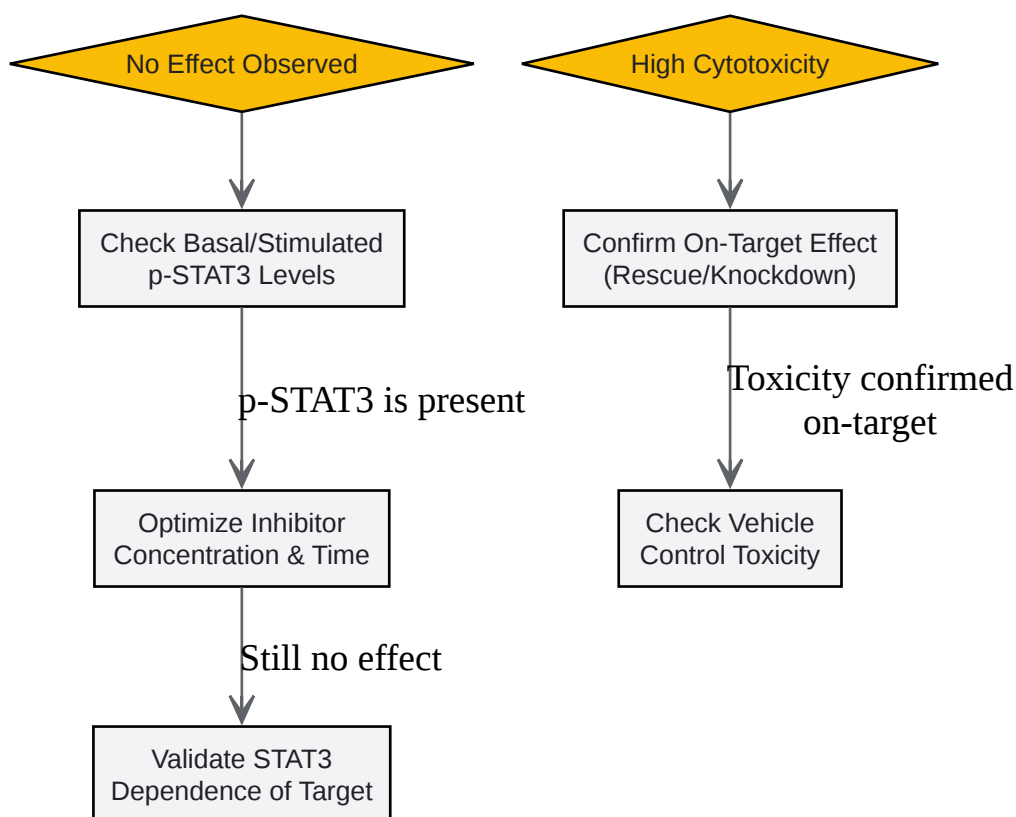 No Effect Observed
Check Basal/Stimulated
p-STAT3 Levels
p-STAT3 is present
Optimize Inhibitor
Concentration & Time
Still no effect
Validate STAT3
Dependence of Target
High Cytotoxicity
Confirm On-Target Effect
(Rescue/Knockdown)
Toxicity confirmed
on-target
Check Vehicle
Control Toxicity